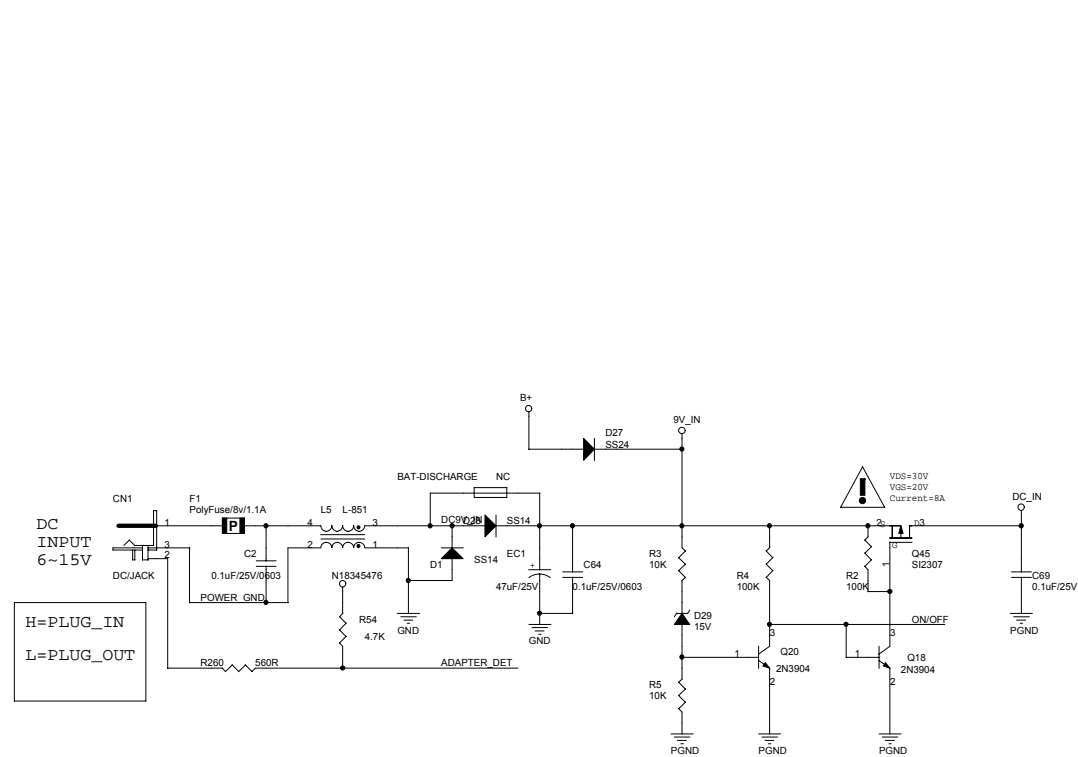 B+
D27
SS24
9V_IN
BAT-DISCHARGE NC
VDS=30V
VGS=20V
Current=8A
CN1
F1
PolyFuse/8v/1.1A
L5 L-851
DC_IN
DC
INPUT
6~15V
1
P
4 3
DC9V_IN
SS14
2 S
D 3
G
3
2
2 1
C2
D1
SS14
EC1
C64
R3
10K
R4
100K
R2
100K
1
Q45
SI2307
DC/JACK
0.1uF/25V/0603
N18345476
+
47uF/25V
0.1uF/25V/0603
C69
0.1uF/25V
POWER_GND
GND
GND
PGND
H=PLUG_IN
L=PLUG_OUT
R54
4.7K
D29
15V
ON/OFF
R260 560R
ADAPTER_DET
3
1
Q20
2N3904
2
3
1
Q18
2N3904
2
R5
10K
PGND
PGND
PGND